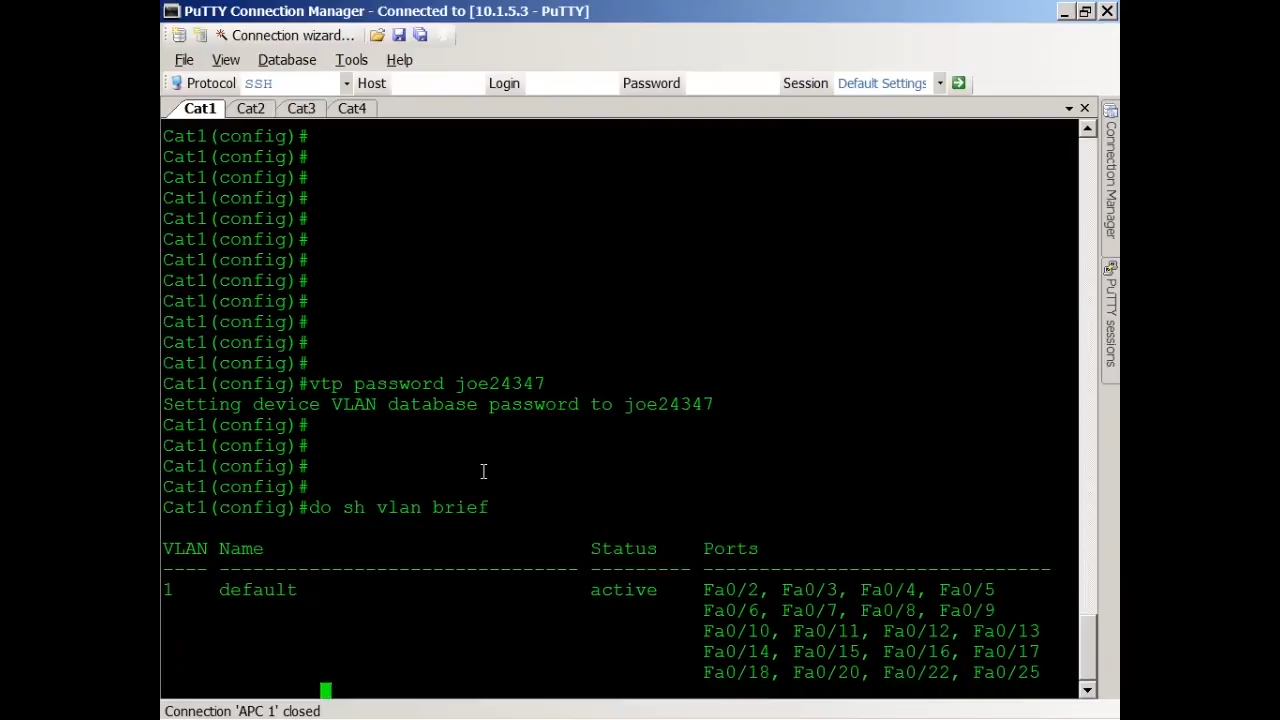 PuTTY Connection Manager - Connected to [10.1.5.3 - PuTTY]
Connection wizard...
File View Database Tools Help
Protocol SSH Host Login Password Session Default Settings
Cat1 Cat2 Cat3 Cat4
Cat1(config)#
Cat1(config)#
Cat1(config)#
Cat1(config)#
Cat1(config)#
Cat1(config)#
Cat1(config)#
Cat1(config)#
Cat1(config)#
Cat1(config)#
Cat1(config)#
Cat1(config)#
Cat1(config)#vtp password joe24347
Setting device VLAN database password to joe24347
Cat1(config)#
Cat1(config)#
Cat1(config)#
Cat1(config)#
Cat1(config)#do sh vlan brief
VLAN Name Status Ports
---- -------------------------------- --------- -------------------------------
1 default active Fa0/2, Fa0/3, Fa0/4, Fa0/5
Fa0/6, Fa0/7, Fa0/8, Fa0/9
Fa0/10, Fa0/11, Fa0/12, Fa0/13
Fa0/14, Fa0/15, Fa0/16, Fa0/17
Fa0/18, Fa0/20, Fa0/22, Fa0/25
Connection 'APC 1' closed
Connection Manager
PuTTY sessions